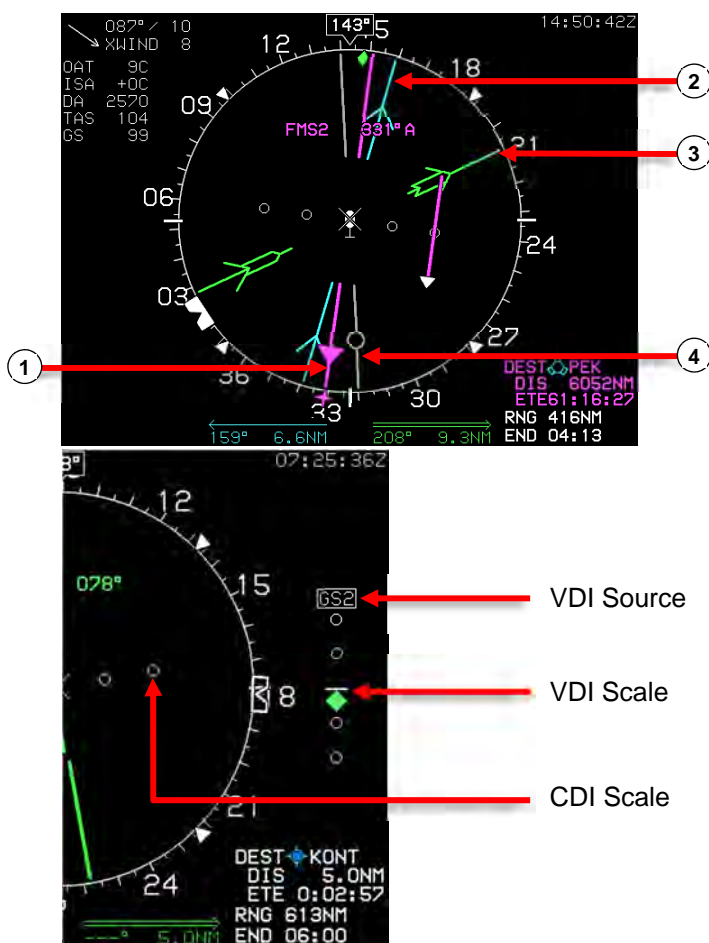 087°/ 10
XWIND 8
OAT 9C
ISA +0C
DA 2570
TAS 104
GS 99
143°
14:50:42Z
12
15
18
09
21
06
24
03
27
36
33
30
FMS2 331°A
DEST PEK
DIS 6052NM
ETE61:16:27
RNG 416NM
END 04:13
159° 6.6NM
208° 9.3NM
1
2
3
4
07:25:36Z
12
078°
15
GS2
VDI Source
8
VDI Scale
21
CDI Scale
24
DEST KONT
DIS 5.0NM
ETE 0:02:57
RNG 613NM
END 06:00
---° 5.0NM